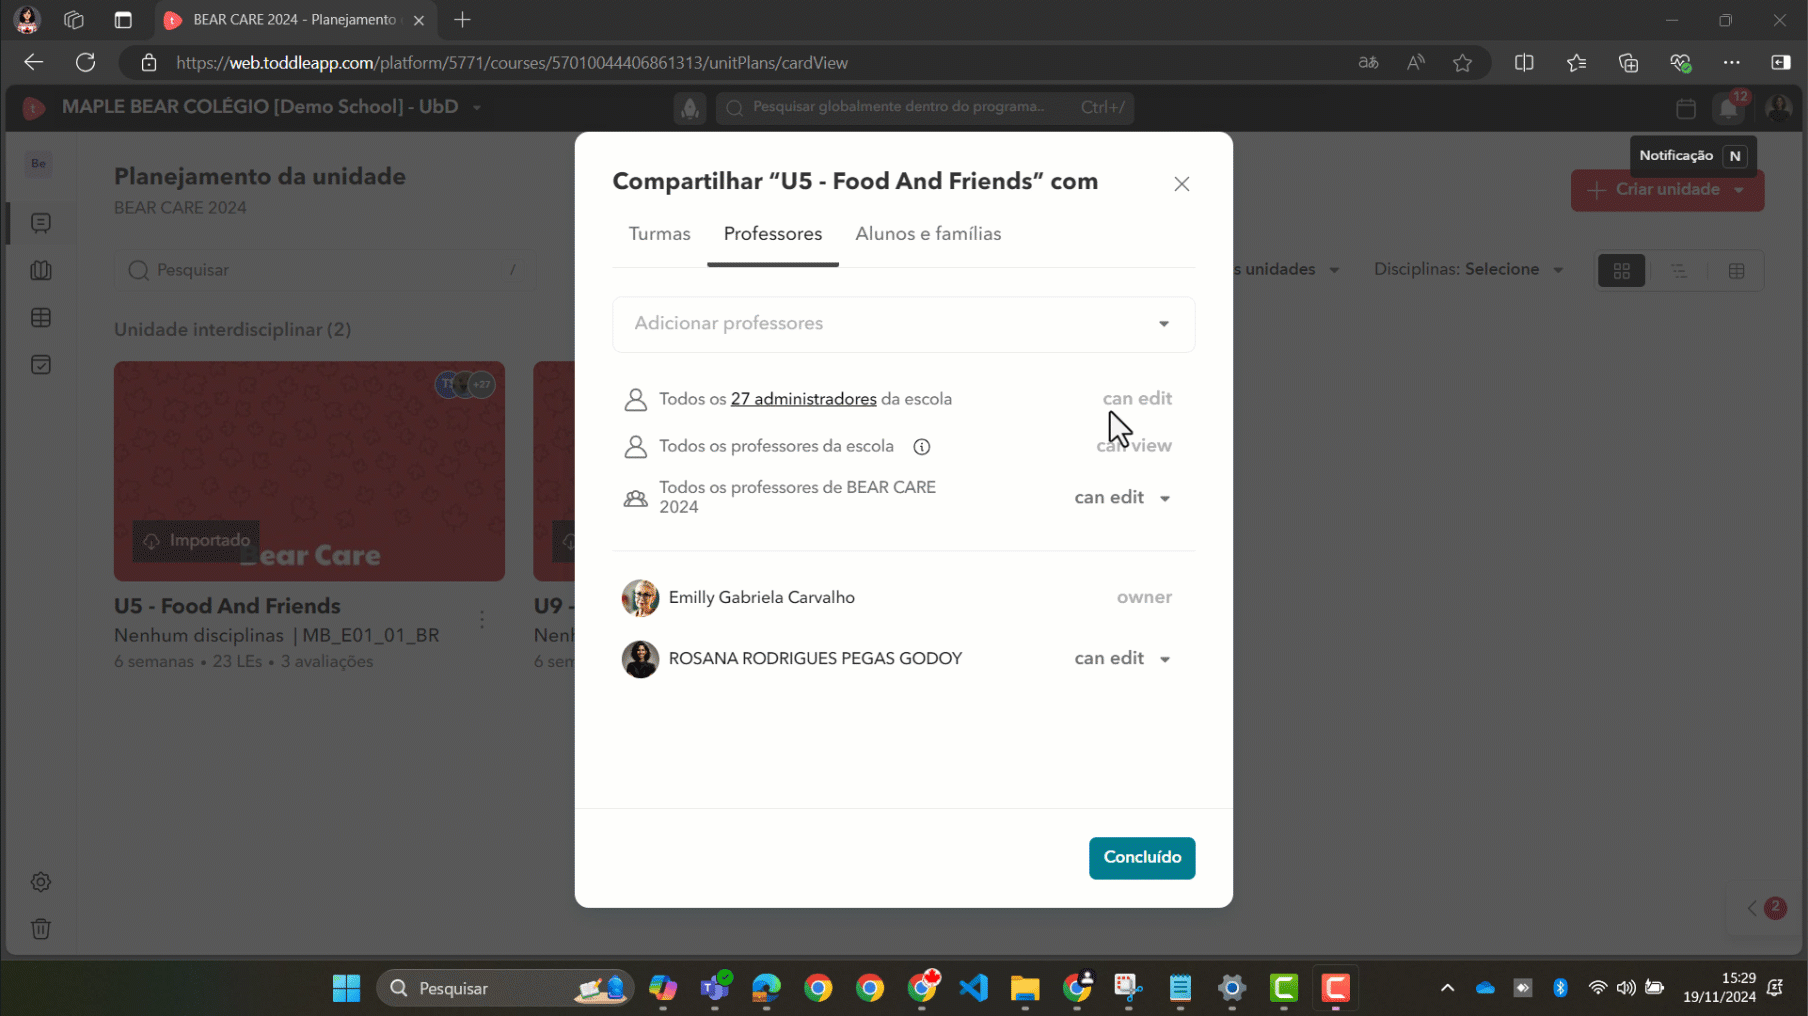 BEAR CARE 2024 - Planejamento
https://web.toddleapp.com/platform/5771/courses/57010044406861313/unitPlans/cardView
MAPLE BEAR COLÉGIO [Demo School] - UbD
Pesquisar globalmente dentro do programa..
Ctrl+/
12
Be
Planejamento da unidade
BEAR CARE 2024
Notificação
N
Criar unidade
Pesquisar
/
s unidades
Disciplinas: Selecione
Unidade interdisciplinar (2)
TS
+27
Importado
Bear Care
U5 - Food And Friends
Nenhum disciplinas | MB_E01_01_BR
6 semanas • 23 LEs • 3 avaliações
U9 -
Nenh
6 sem
Compartilhar “U5 - Food And Friends” com
Turmas
Professores
Alunos e famílias
Adicionar professores
Todos os 27 administradores da escola
can edit
Todos os professores da escola
can view
Todos os professores de BEAR CARE
2024
can edit
Emilly Gabriela Carvalho
owner
ROSANA RODRIGUES PEGAS GODOY
can edit
Concluído
2
Pesquisar
15:29
19/11/2024